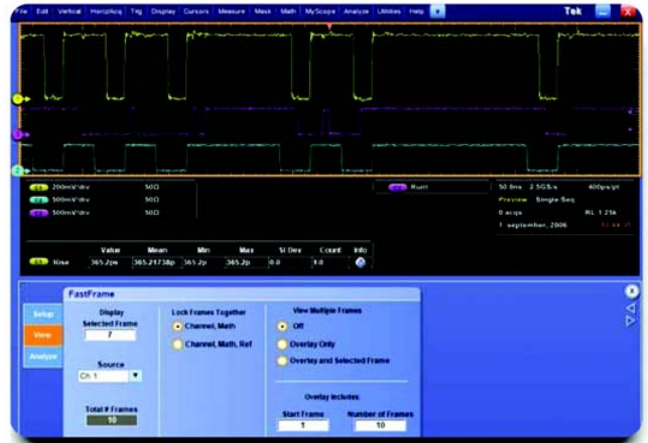 File Edit Vertical Horiz/Acq Trig Display Cursors Measure Mask Math MyScope Analyze Utilities Help Tek
C1 200mV/div 50Ω
C2 500mV/div 50Ω
C3 500mV/div 50Ω
Runt
50.0ns 2.5GS/s 400ps/pt
Preview Single Seq
0 acqs RL:1.25k
1 september, 2006
Value Mean Min Max St Dev Count Info
C1 Rise 365.2ps 365.21738p 365.2p 365.2p 0.0 1.0
FastFrame
Setup
View
Analyze
Display
Selected Frame
7
Source
Ch 1
Total # Frames
10
Lock Frames Together
Channel, Math
Channel, Math, Ref
View Multiple Frames
Off
Overlay Only
Overlay and Selected Frame
Overlay Includes:
Start Frame Number of Frames
1 10